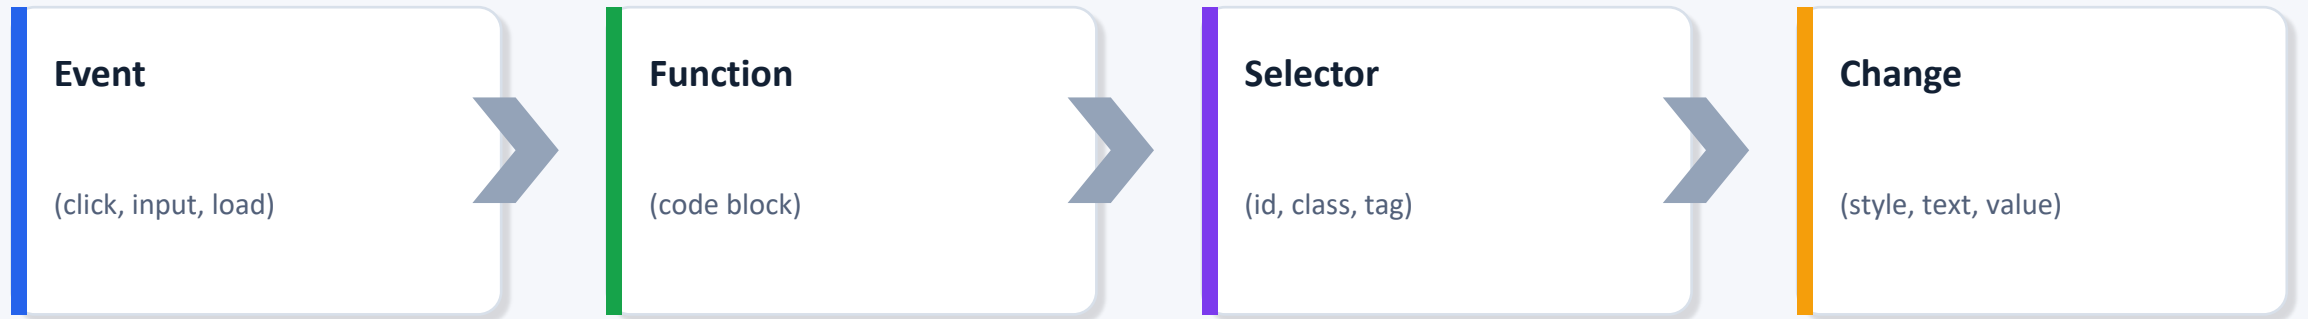 Event
(click, input, load)
Function
(code block)
Selector
(id, class, tag)
Change
(style, text, value)